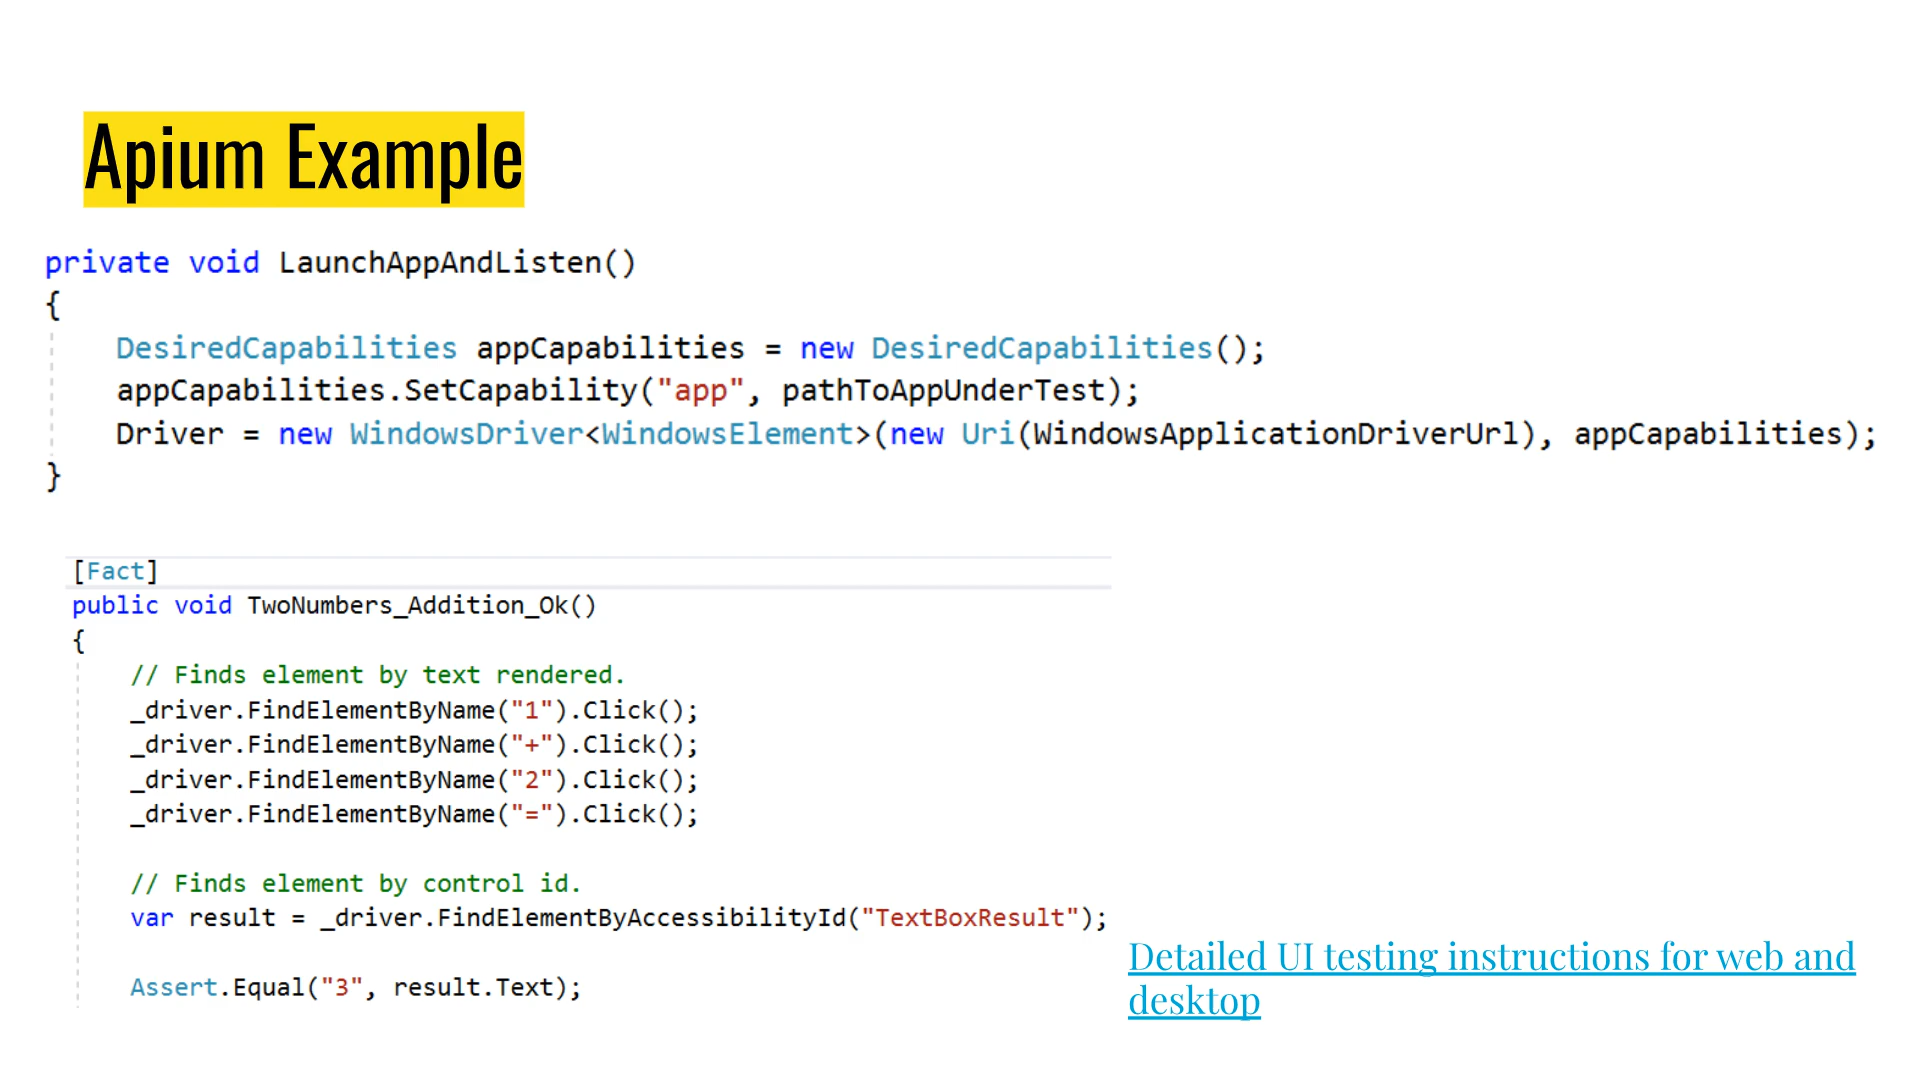 Apium Example
private void LaunchAppAndListen()
{
DesiredCapabilities appCapabilities = new DesiredCapabilities();
appCapabilities.SetCapability("app", pathToAppUnderTest);
Driver = new WindowsDriver<WindowsElement>(new Uri(WindowsApplicationDriverUrl), appCapabilities);
}
[Fact]
public void TwoNumbers_Addition_Ok()
{
// Finds element by text rendered.
_driver.FindElementByName("1").Click();
_driver.FindElementByName("+").Click();
_driver.FindElementByName("2").Click();
_driver.FindElementByName("=").Click();
// Finds element by control id.
var result = _driver.FindElementByAccessibilityId("TextBoxResult");
Assert.Equal("3", result.Text);
Detailed UI testing instructions for web and
desktop